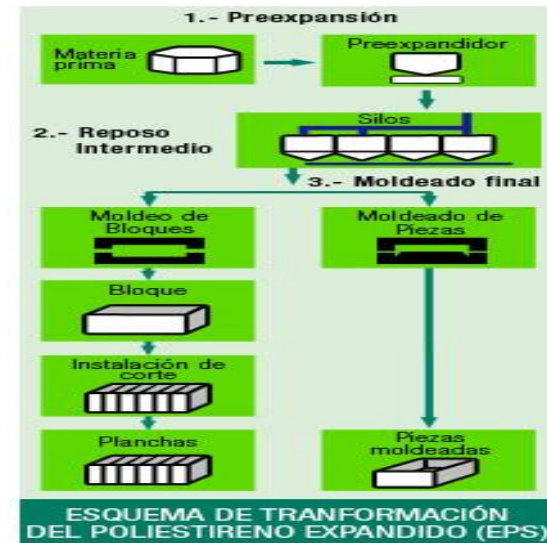 1.- Preexpansión
Materia
prima
Preexpandidor
Silos
2.- Reposo
Intermedio
3.- Moldeado final
Moldeo de
Bloques
Moldeado de
Piezas
Bloque
Instalación de
corte
Planchas
Piezas
moldeadas
ESQUEMA DE TRANFORMACIÓN
DEL POLIESTIRENO EXPANDIDO (EPS)